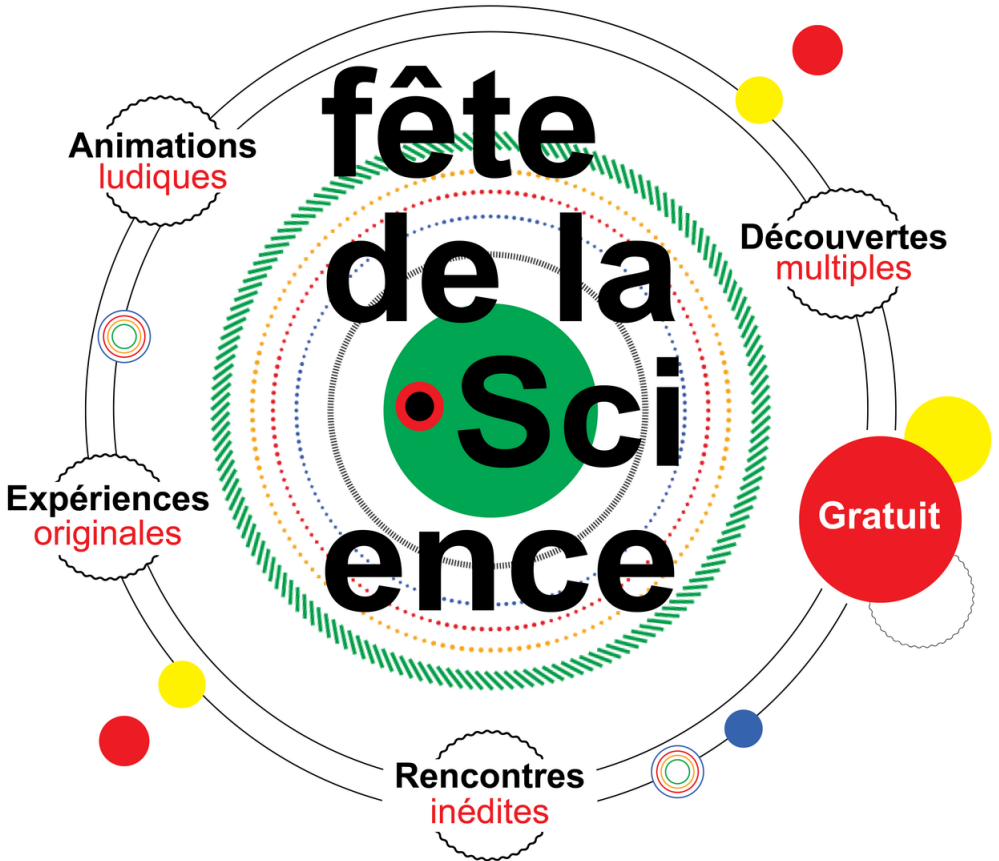 fête
de la
Sci
ence
Animations
ludiques
Découvertes
multiples
Expériences
originales
Gratuit
Rencontres
inédites